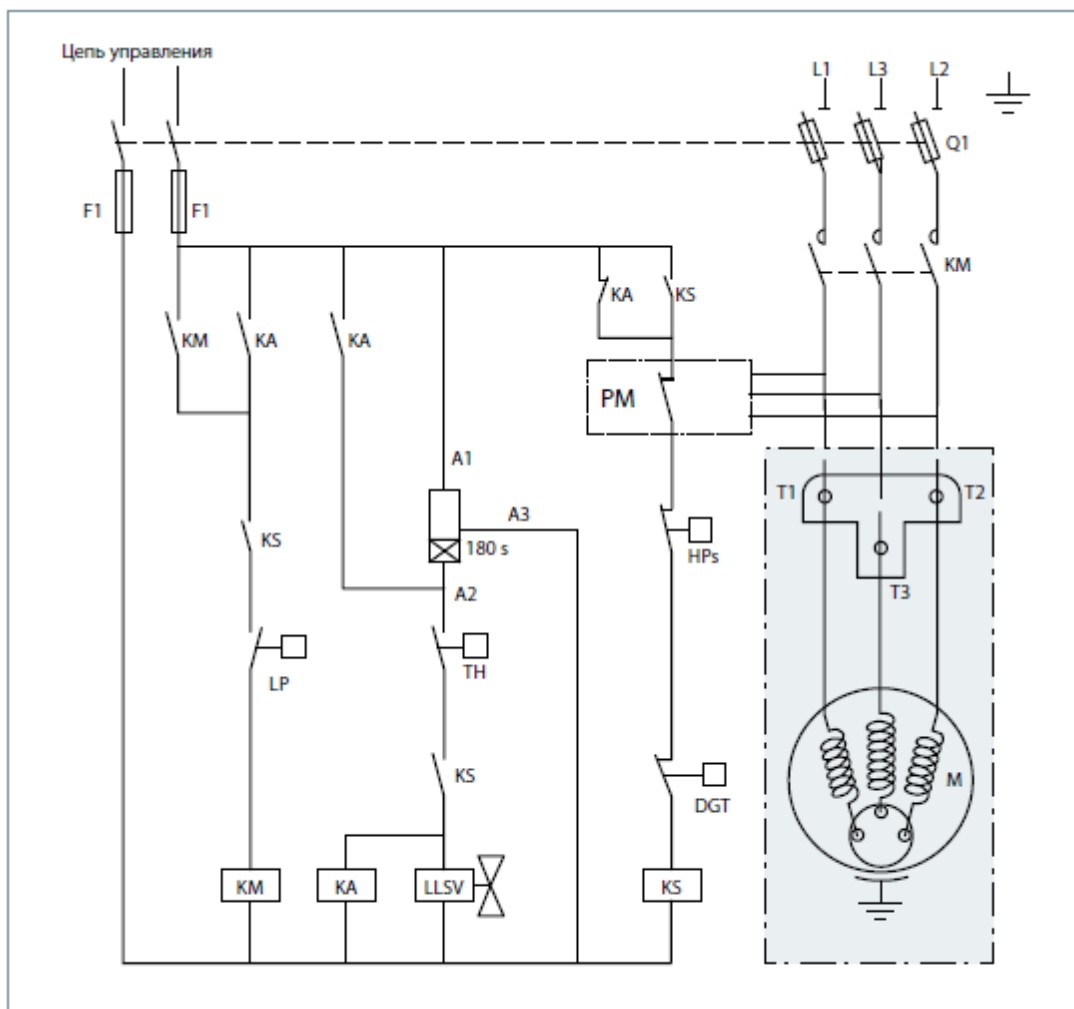 Цепь управления
L1 L3 L2
Q1
F1 F1
KM
KA KS
KM KA KA
PM
A1
T1 T2
A3
180 s
KS
HPs
A2
T3
TH
LP
KS
M
DGT
KM KA LLSV KS